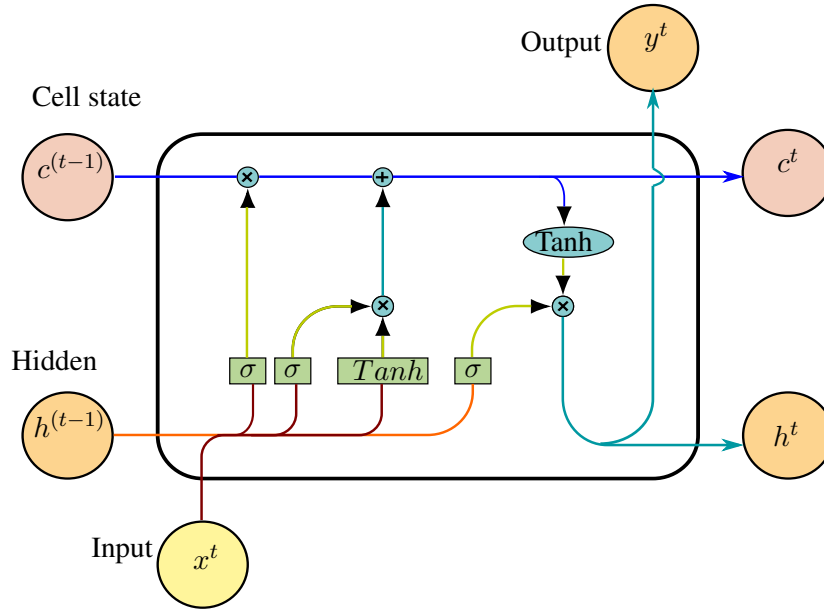 Output
y^t
Cell state
c^{(t-1)}
×
+
c^t
Tanh
×
×
Hidden
σ
σ
Tanh
σ
h^{(t-1)}
h^t
Input
x^t